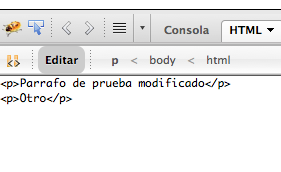 Consola HTML
Editar p < body < html
<p>Parrafo de prueba modificado</p>
<p>Otro</p>